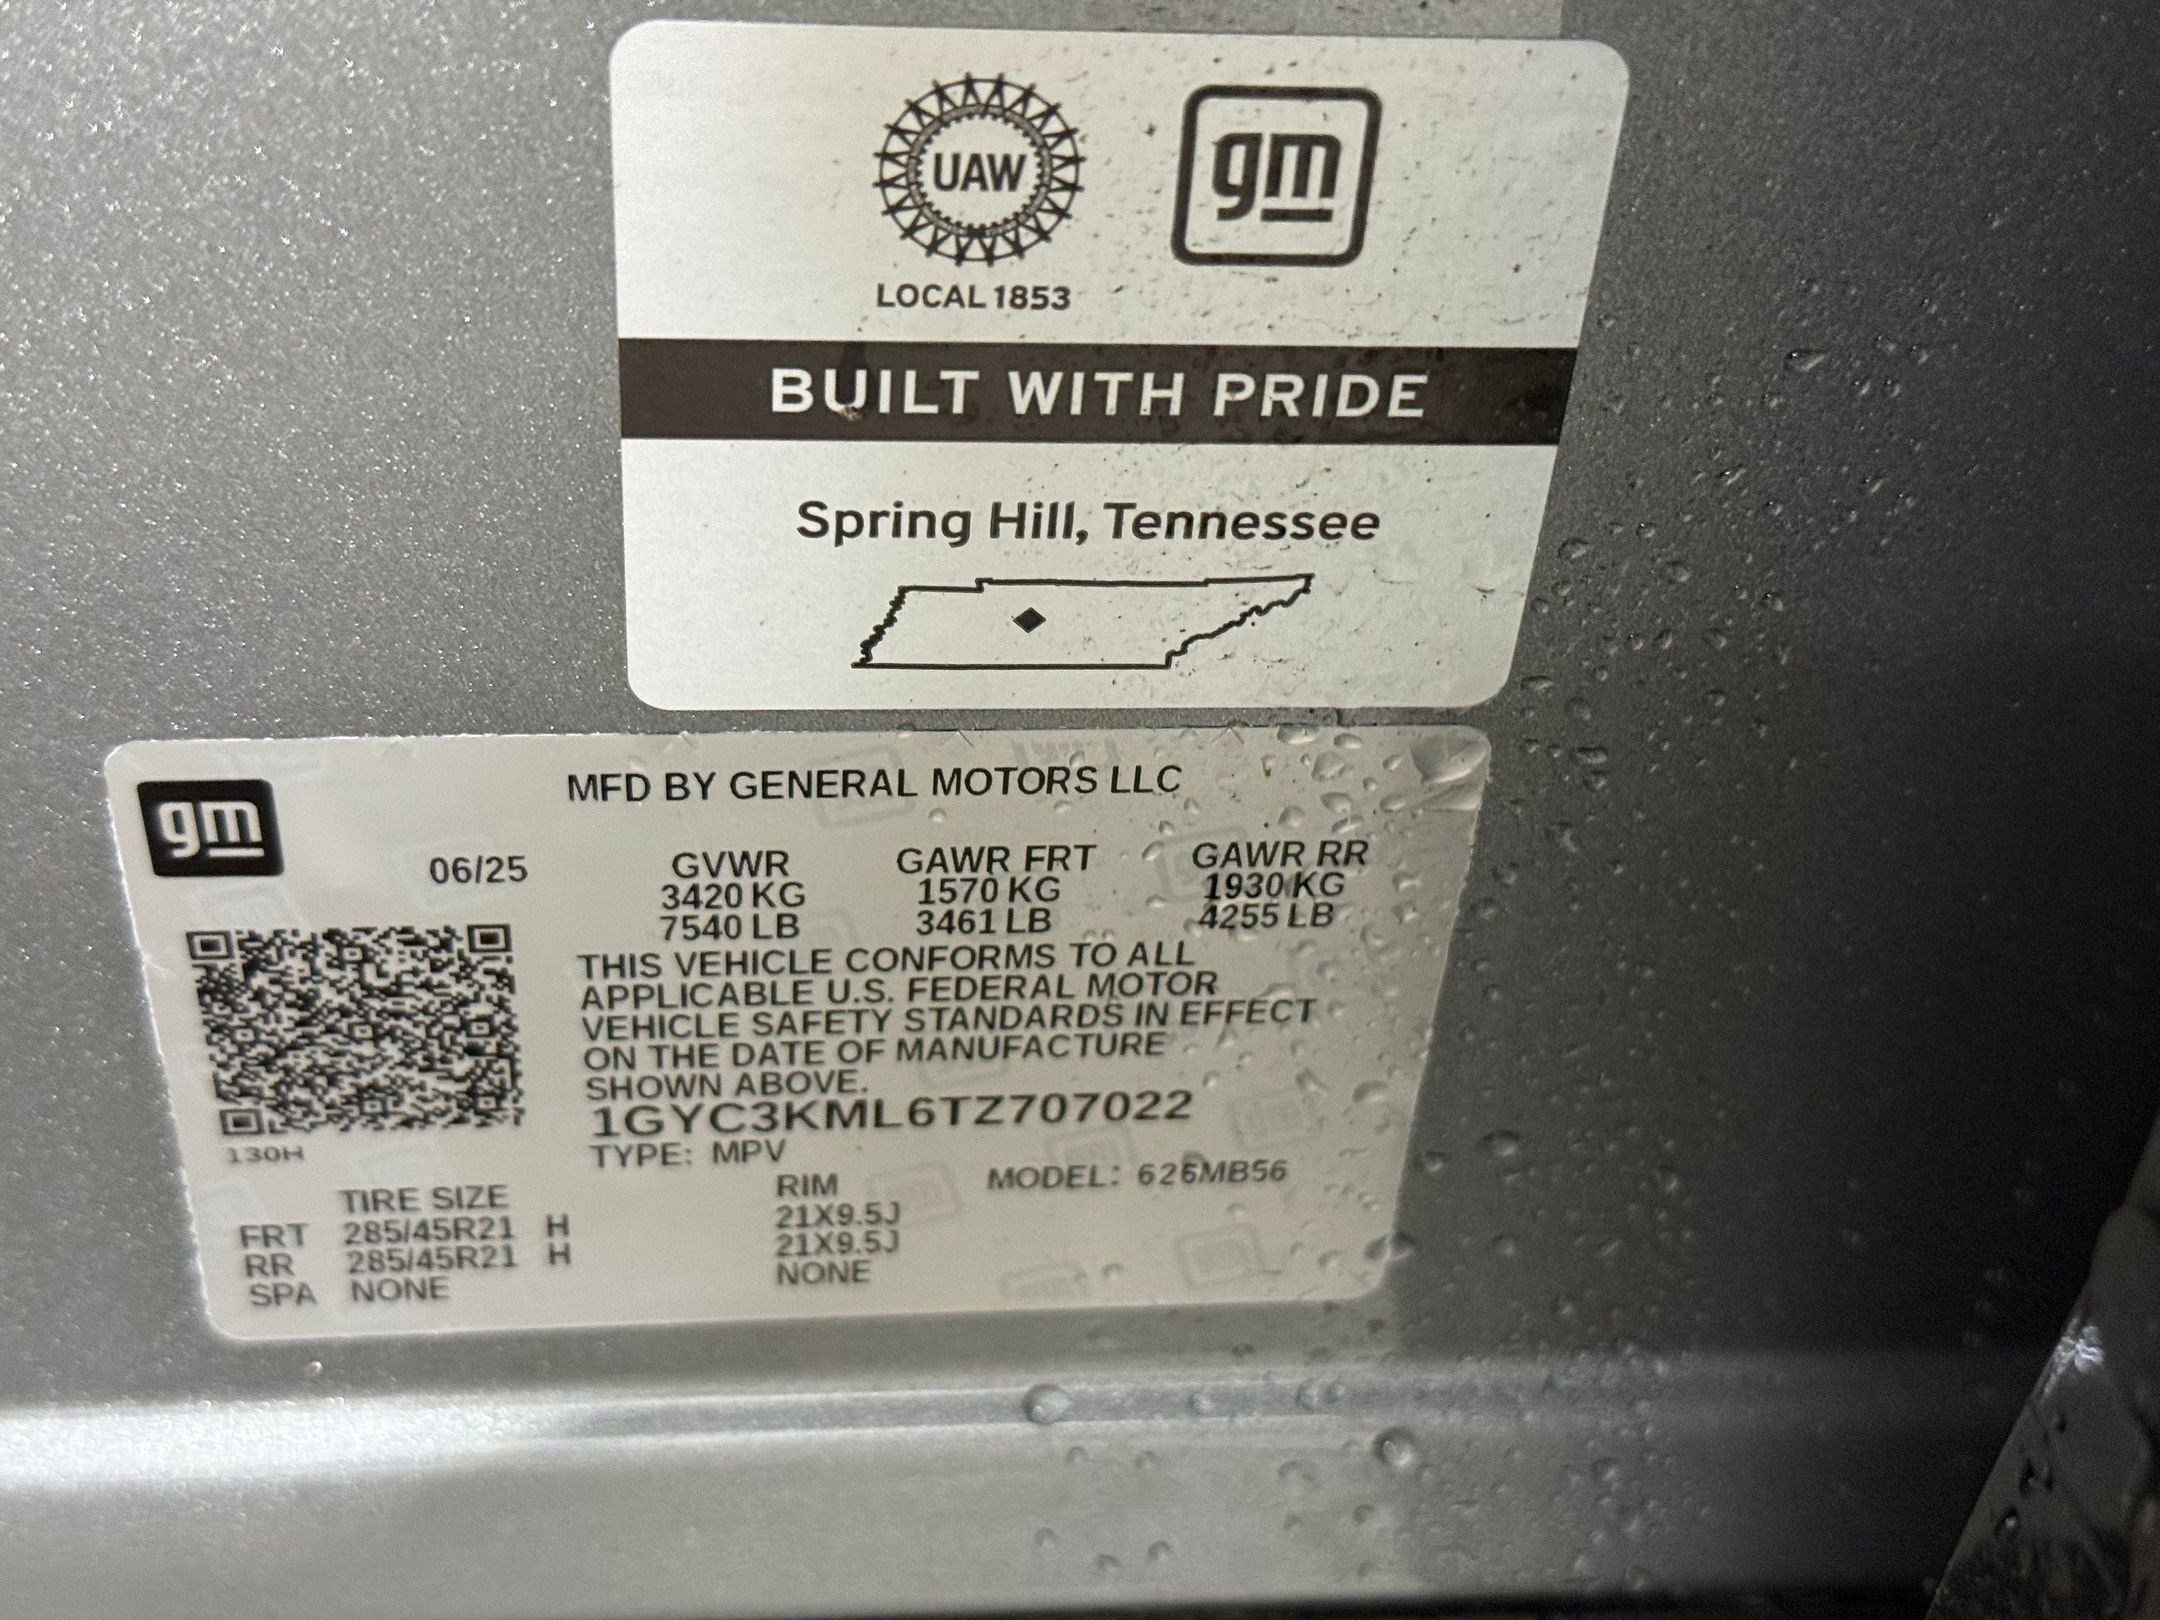 UAW
gm
LOCAL 1853
BUILT WITH PRIDE
Spring Hill, Tennessee
gm
MFD BY GENERAL MOTORS LLC
06/25 GVWR GAWR FRT GAWR RR
3420 KG 1570 KG 1930 KG
7540 LB 3461 LB 4255 LB
THIS VEHICLE CONFORMS TO ALL
APPLICABLE U.S. FEDERAL MOTOR
VEHICLE SAFETY STANDARDS IN EFFECT
ON THE DATE OF MANUFACTURE
SHOWN ABOVE.
1GYC3KML6TZ707022
130H
TYPE: MPV
MODEL: 626MB56
TIRE SIZE RIM
FRT 285/45R21 H 21X9.5J
RR 285/45R21 H 21X9.5J
SPA NONE NONE